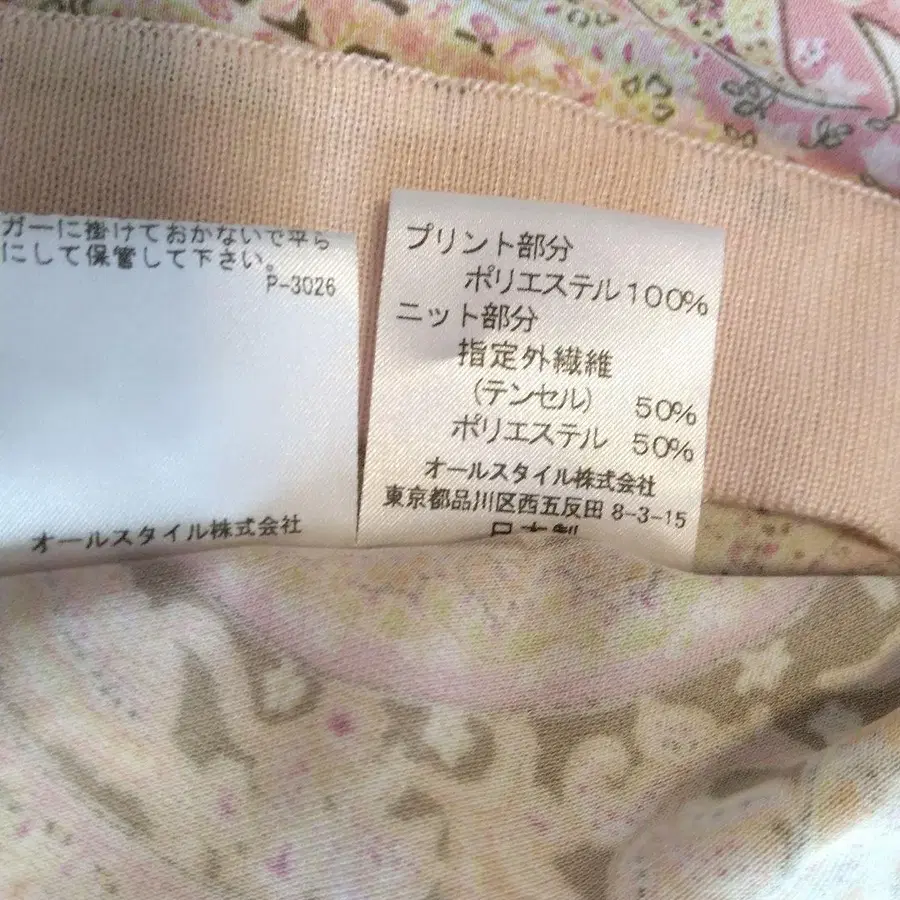 ガーに掛けておかないで平ら
にして保管して下さい。
P-3026
オールスタイル株式会社
プリント部分
ポリエステル100%
ニット部分
指定外繊維
(テンセル) 50%
ポリエステル 50%
オールスタイル株式会社
東京都品川区西五反田 8-3-15
日本製